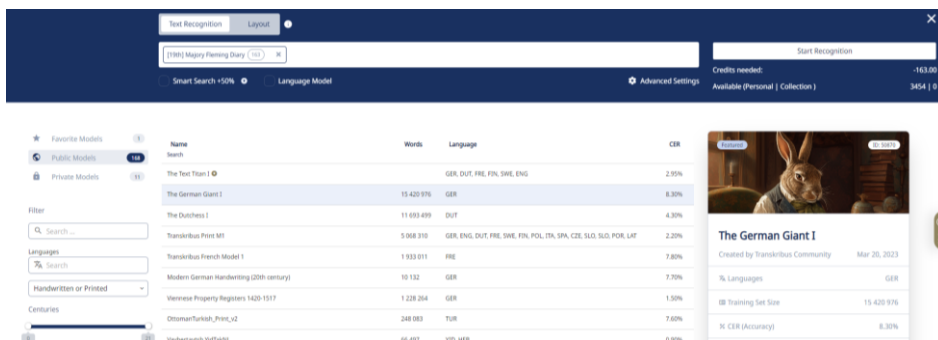 Text Recognition Layout
[19th] Majory Fleming Diary 163 ×
Start Recognition
Smart Search +50% Language Model Advanced Settings
Credits needed: -163.00
Available (Personal | Collection ) 3454 | 0
Favorite Models
Public Models 168
Private Models
Filter
Search ...
Languages
Search
Handwritten or Printed
Centuries
Name Words Language CER
Search
The Text Titan I GER, DUT, FRE, FIN, SWE, ENG 2.95%
The German Giant I 15 420 976 GER 8.30%
The Dutchess I 11 693 499 DUT 4.30%
Transkribus Print M1 5 068 310 GER, ENG, DUT, FRE, SWE, FIN, POL, ITA, SPA, CZE, SLO, SLO, POR, LAT 2.20%
Transkribus French Model 1 1 933 011 FRE 7.80%
Modern German Handwriting (20th century) 10 132 GER 7.70%
Viennese Property Registers 1420-1517 1 228 264 GER 1.50%
OttomanTurkish_Print_v2 248 083 TUR 7.60%
Featured
The German Giant I
Created by Transkribus Community Mar 20, 2023
Languages GER
Training Set Size 15 420 976
CER (Accuracy) 8.30%